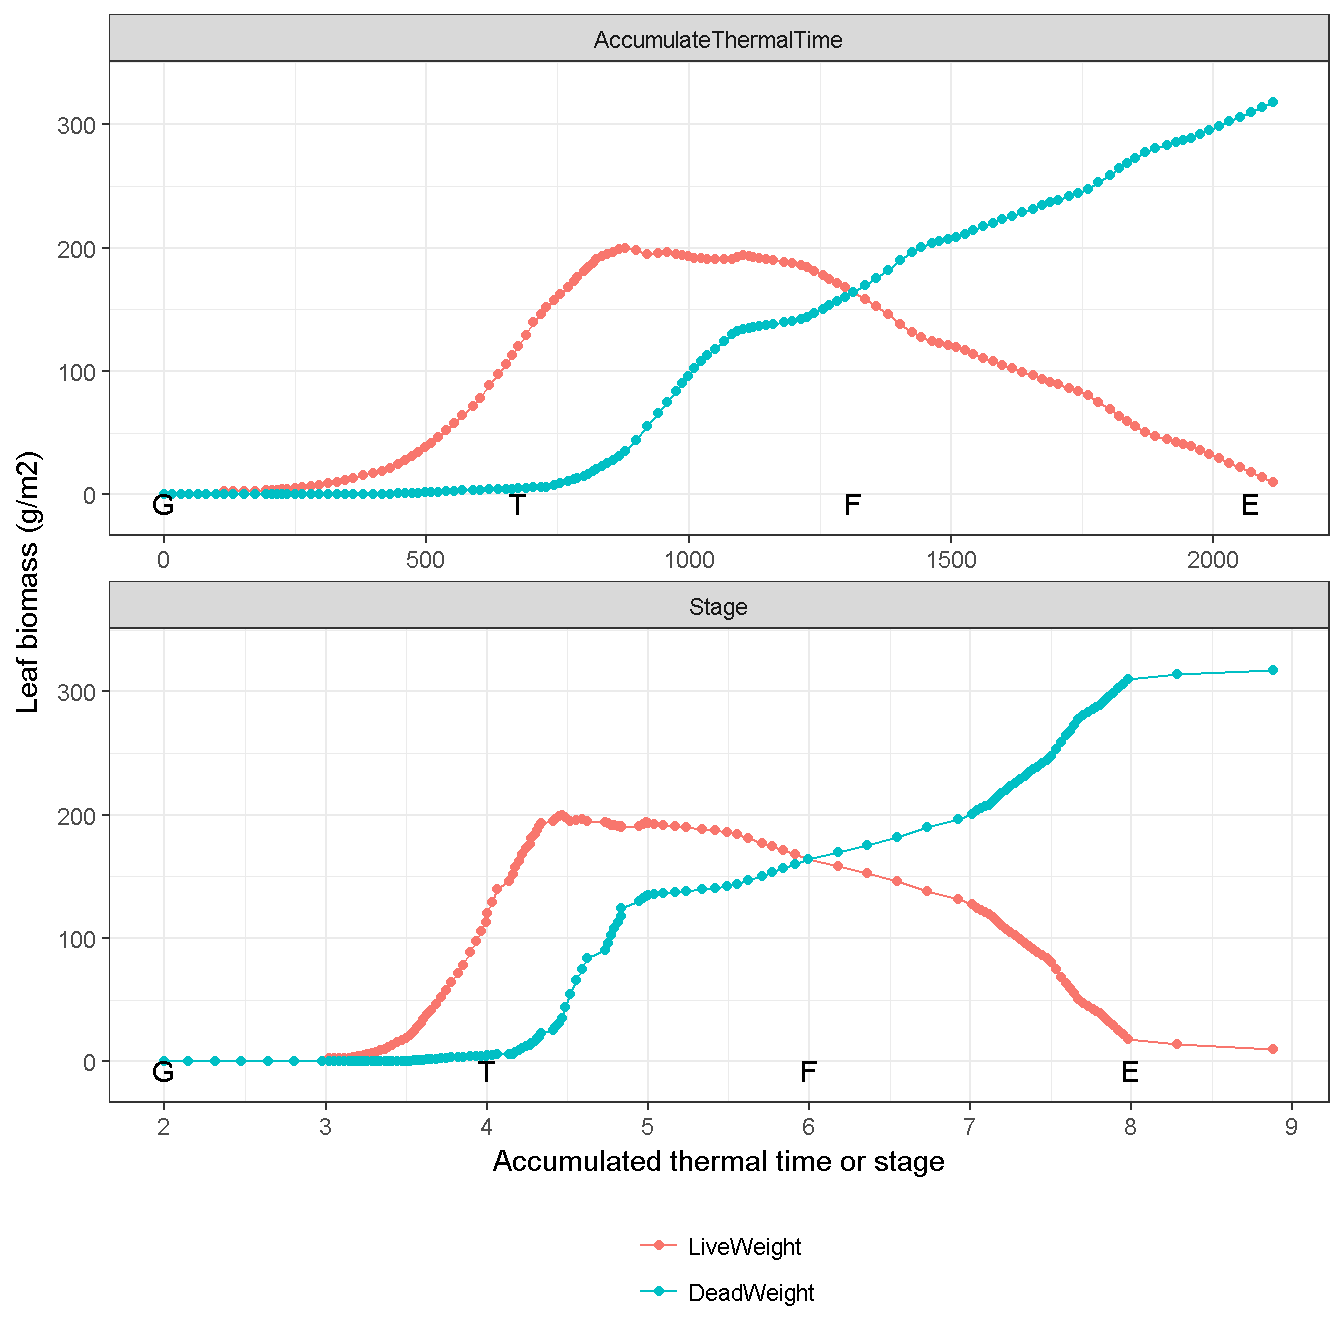 AccumulateThermalTime
300
200
100
0
G T F E
0 500 1000 1500 2000
Leaf biomass (g/m2)
Stage
300
200
100
0
G T F E
2 3 4 5 6 7 8 9
Accumulated thermal time or stage
LiveWeight
DeadWeight